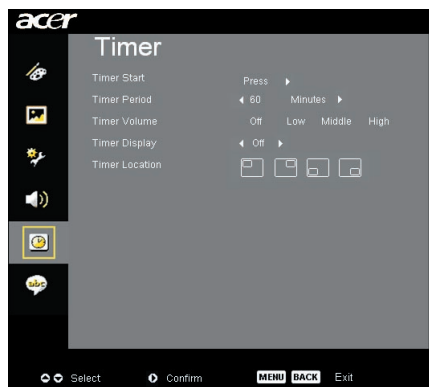 acer
Timer
Timer Start Press
Timer Period 60 Minutes
Timer Volume Off Low Middle High
Timer Display Off
Timer Location
abc
Select Confirm MENU BACK Exit